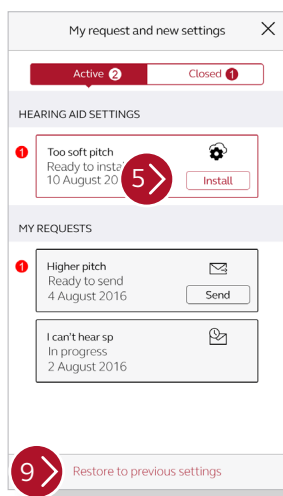 My request and new settings
Active 2 Closed 1
HEARING AID SETTINGS
1 Too soft pitch
Ready to
10 August 5
Install
MY REQUESTS
1 Higher pitch
Ready to send
4 August 2016
Send
I can't hear sp
In progress
2 August 2016
9 Restore to previous settings